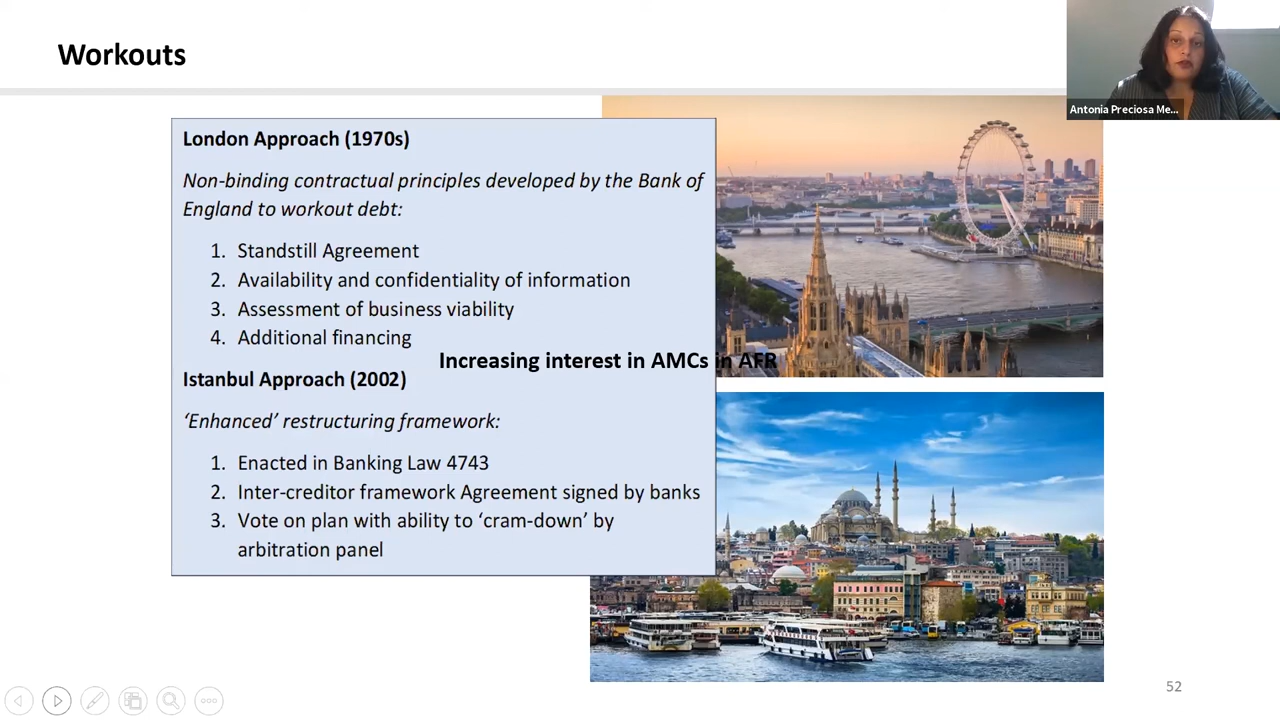 Workouts
Antonia Preciosa Me...
London Approach (1970s)
Non-binding contractual principles developed by the Bank of
England to workout debt:
1. Standstill Agreement
2. Availability and confidentiality of information
3. Assessment of business viability
4. Additional financing
Increasing interest in AMCs in AFR
Istanbul Approach (2002)
‘Enhanced’ restructuring framework:
1. Enacted in Banking Law 4743
2. Inter-creditor framework Agreement signed by banks
3. Vote on plan with ability to ‘cram-down’ by
arbitration panel
52